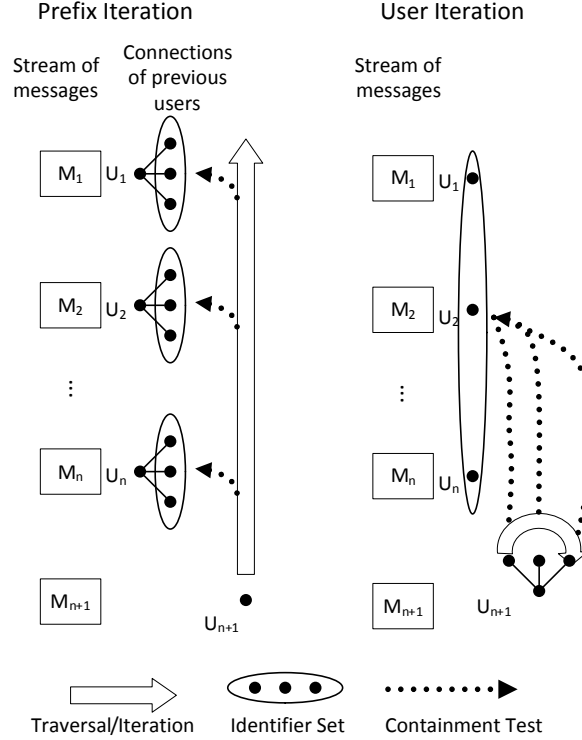 Prefix Iteration
User Iteration
Stream of messages
Connections of previous users
Stream of messages
M1 U1
M1 U1
M2 U2
M2 U2
...
...
Mn Un
Mn Un
Mn+1 Un+1
Mn+1 Un+1
Traversal/Iteration
Identifier Set
Containment Test